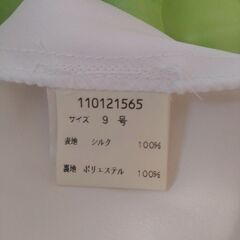 110121565
サイズ 9 号
表地 シルク 100%
裏地 ポリエステル 100%